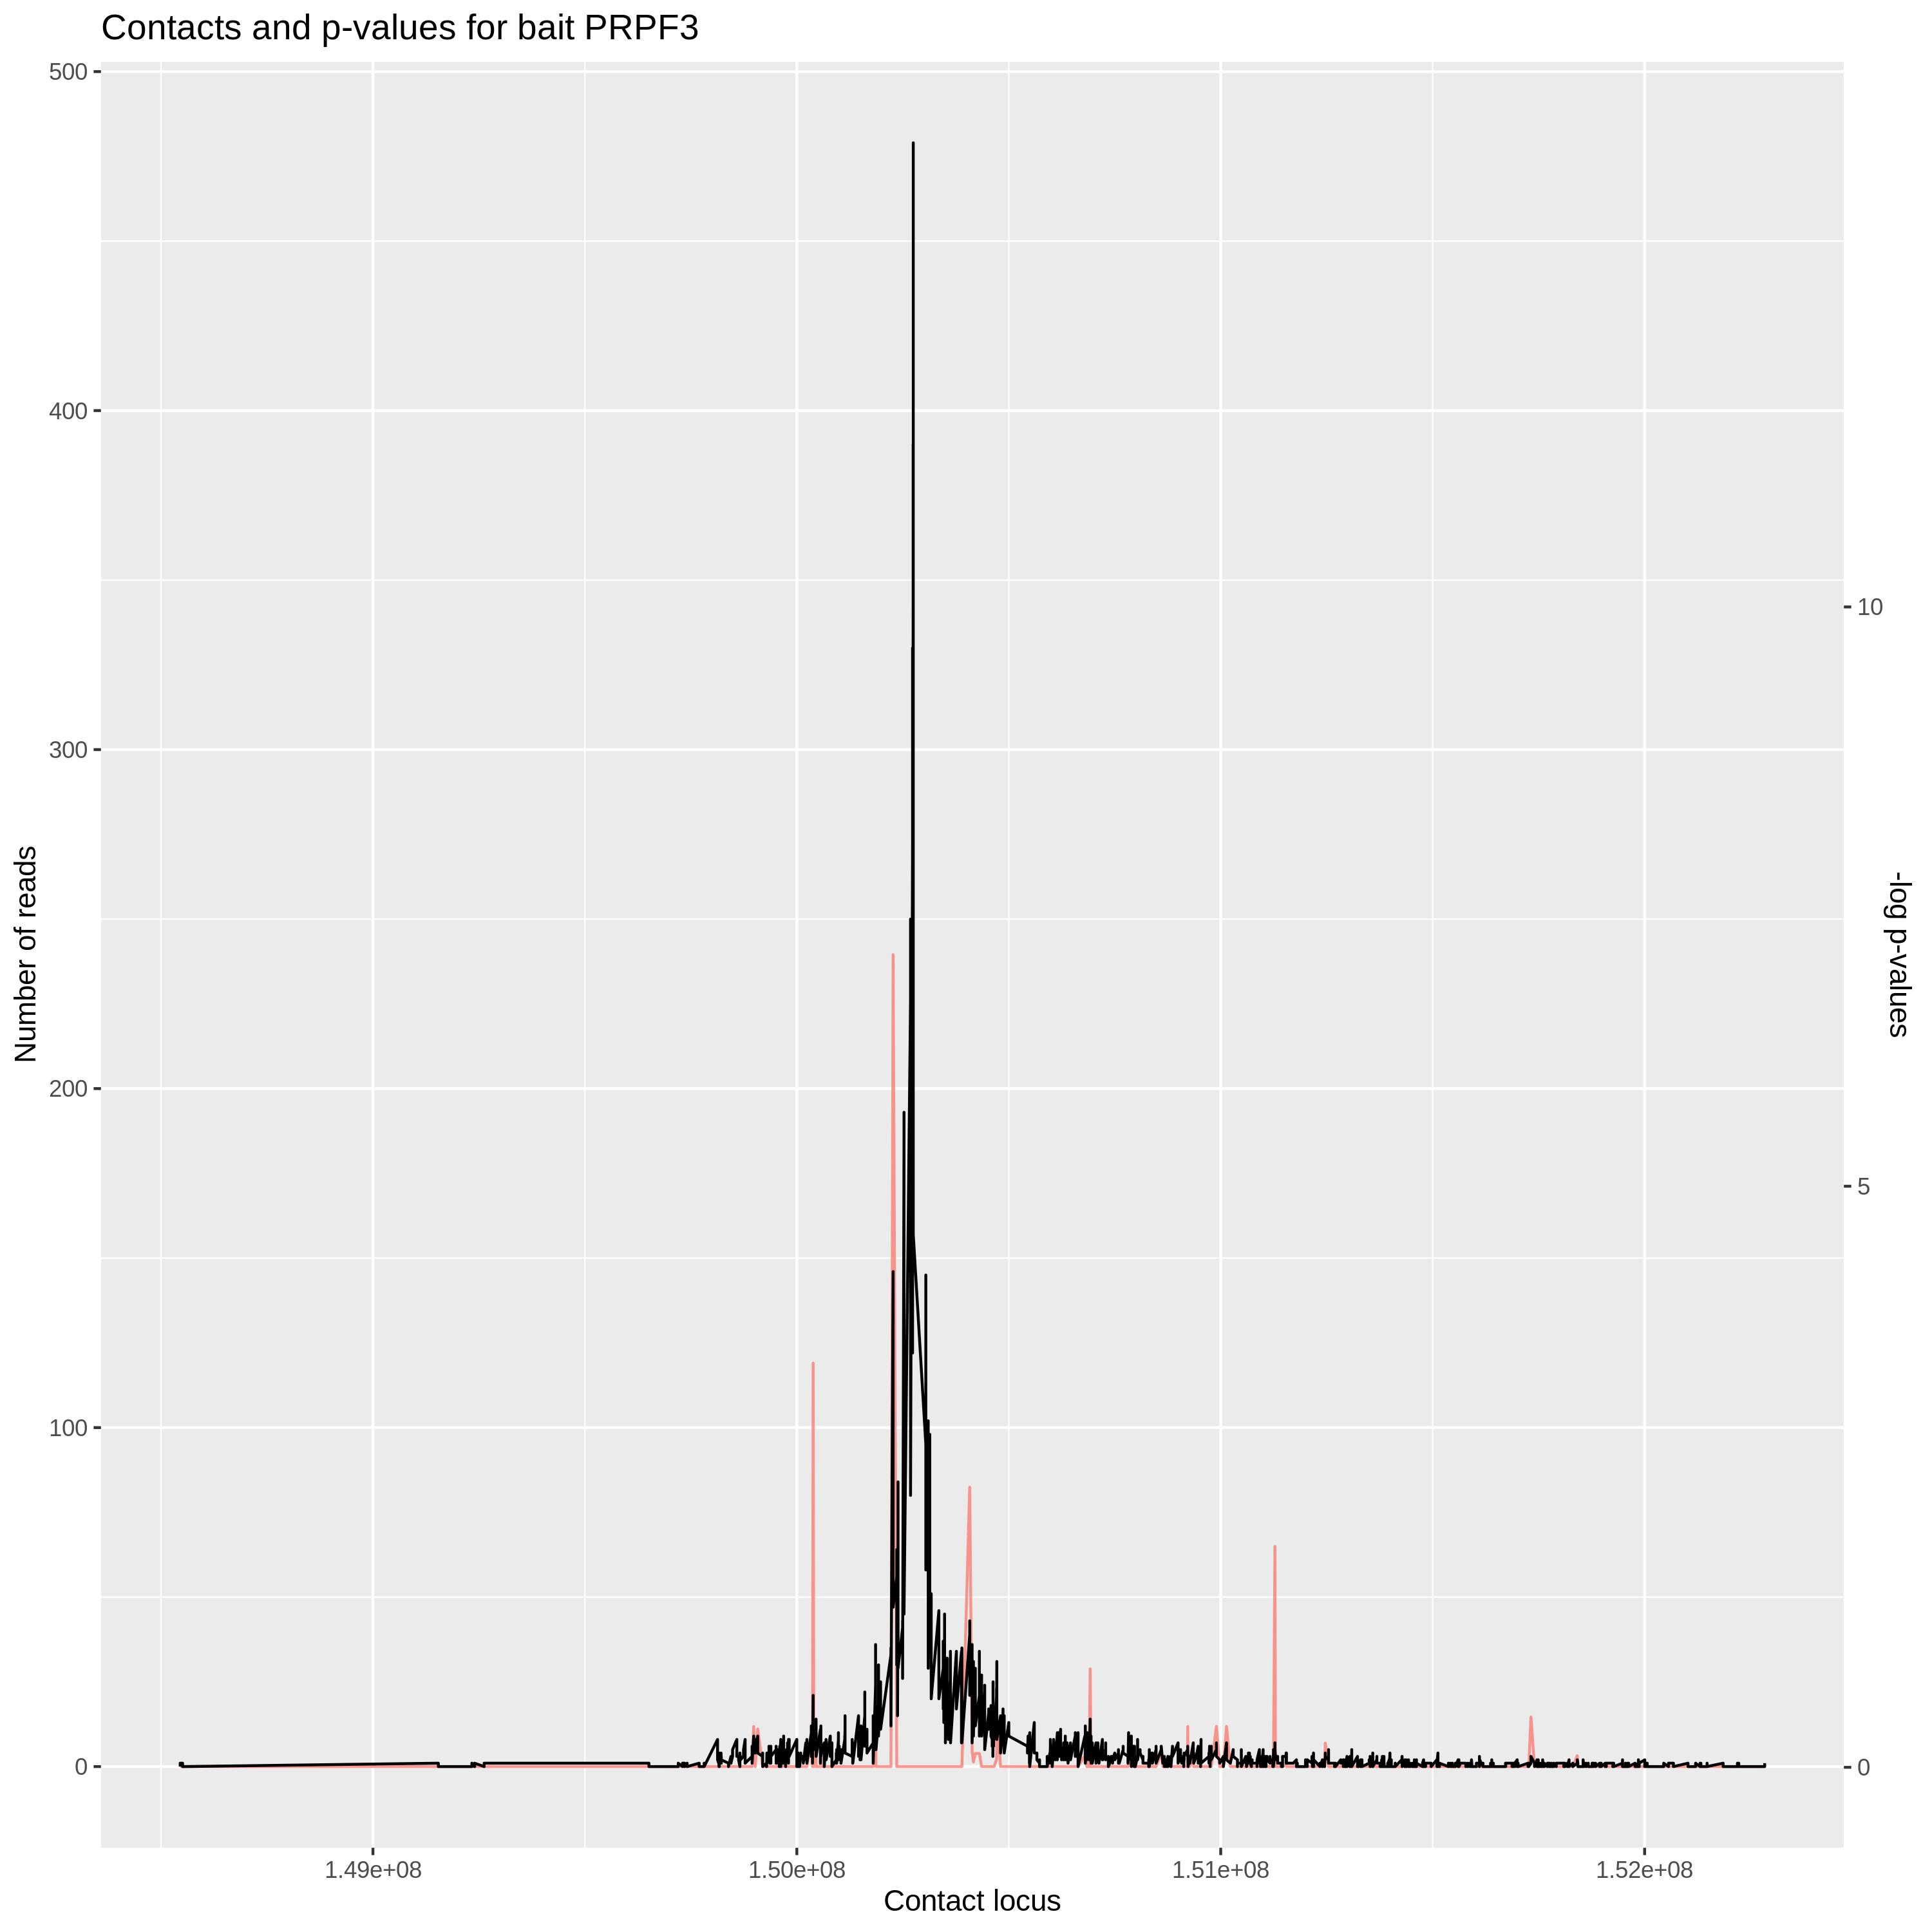 Contacts and p-values for bait PRPF3
500
400
300
200
100
0
Number of reads
10
5
0
-log p-values
1.49e+08 1.50e+08 1.51e+08 1.52e+08
Contact locus